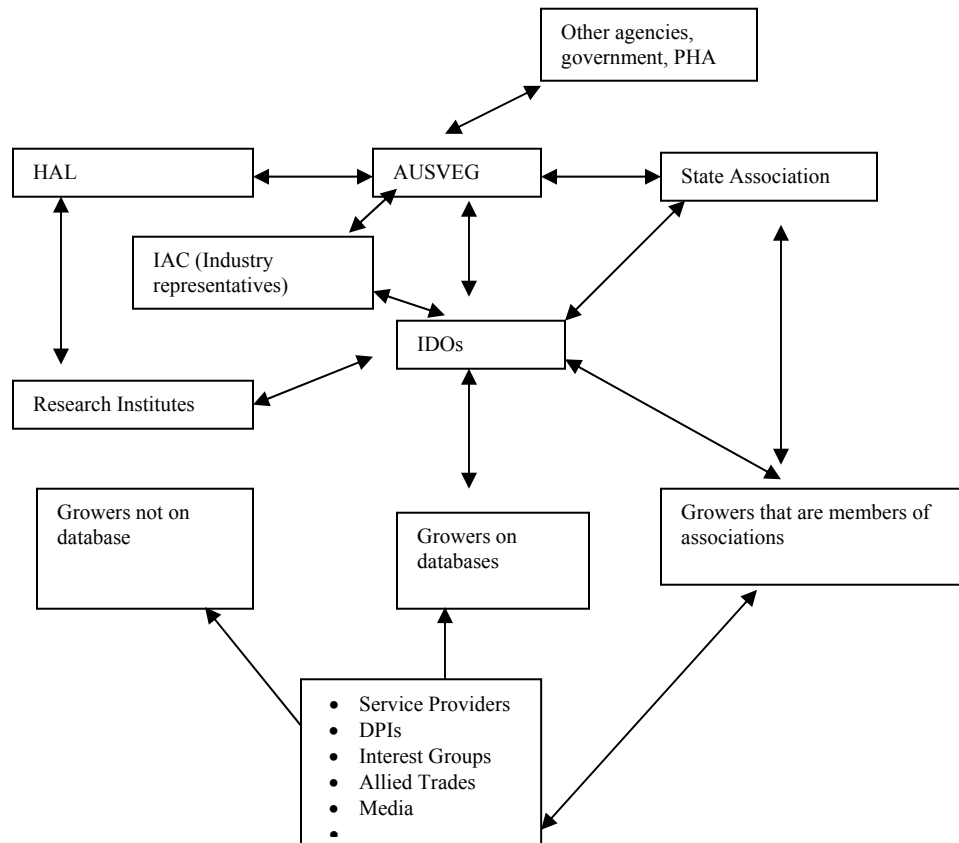 Other agencies,
government, PHA
HAL
AUSVEG
State Association
IAC (Industry
representatives)
IDOs
Research Institutes
Growers not on
database
Growers on
databases
Growers that are members of
associations
• Service Providers
• DPIs
• Interest Groups
• Allied Trades
• Media
•